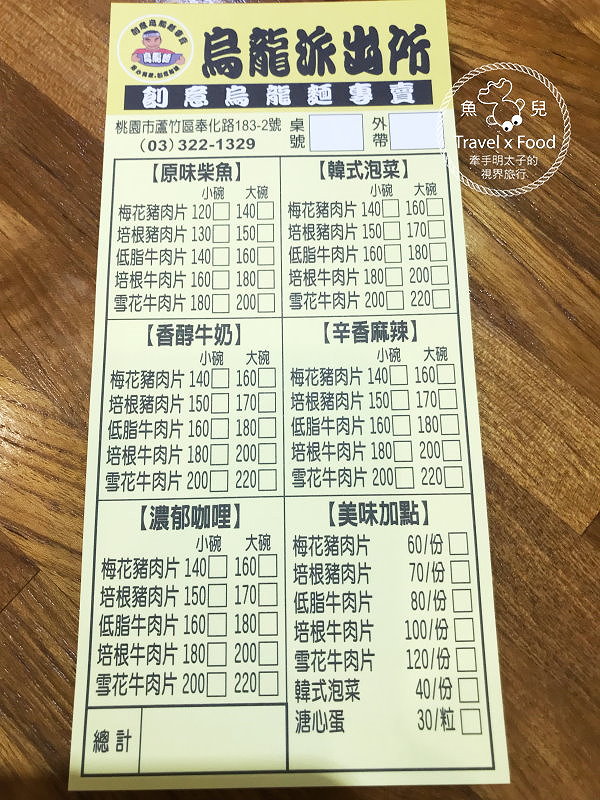 烏龍派出所
烏龍麵
創意烏龍麵專賣
桃園市蘆竹區奉化路183-2號
(03)322-1329
桌號
外帶
魚兒
Travel x Food
牽手明太子的
視界旅行
【原味柴魚】
小碗 大碗
梅花豬肉片 120 140
培根豬肉片 130 150
低脂牛肉片 140 160
培根牛肉片 160 180
雪花牛肉片 180 200
【韓式泡菜】
小碗 大碗
梅花豬肉片 140 160
培根豬肉片 150 170
低脂牛肉片 160 180
培根牛肉片 180 200
雪花牛肉片 200 220
【香醇牛奶】
小碗 大碗
梅花豬肉片 140 160
培根豬肉片 150 170
低脂牛肉片 160 180
培根牛肉片 180 200
雪花牛肉片 200 220
【辛香麻辣】
小碗 大碗
梅花豬肉片 140 160
培根豬肉片 150 170
低脂牛肉片 160 180
培根牛肉片 180 200
雪花牛肉片 200 220
【濃郁咖哩】
小碗 大碗
梅花豬肉片 140 160
培根豬肉片 150 170
低脂牛肉片 160 180
培根牛肉片 180 200
雪花牛肉片 200 220
【美味加點】
梅花豬肉片 60/份
培根豬肉片 70/份
低脂牛肉片 80/份
培根牛肉片 100/份
雪花牛肉片 120/份
韓式泡菜 40/份
溏心蛋 30/粒
總計